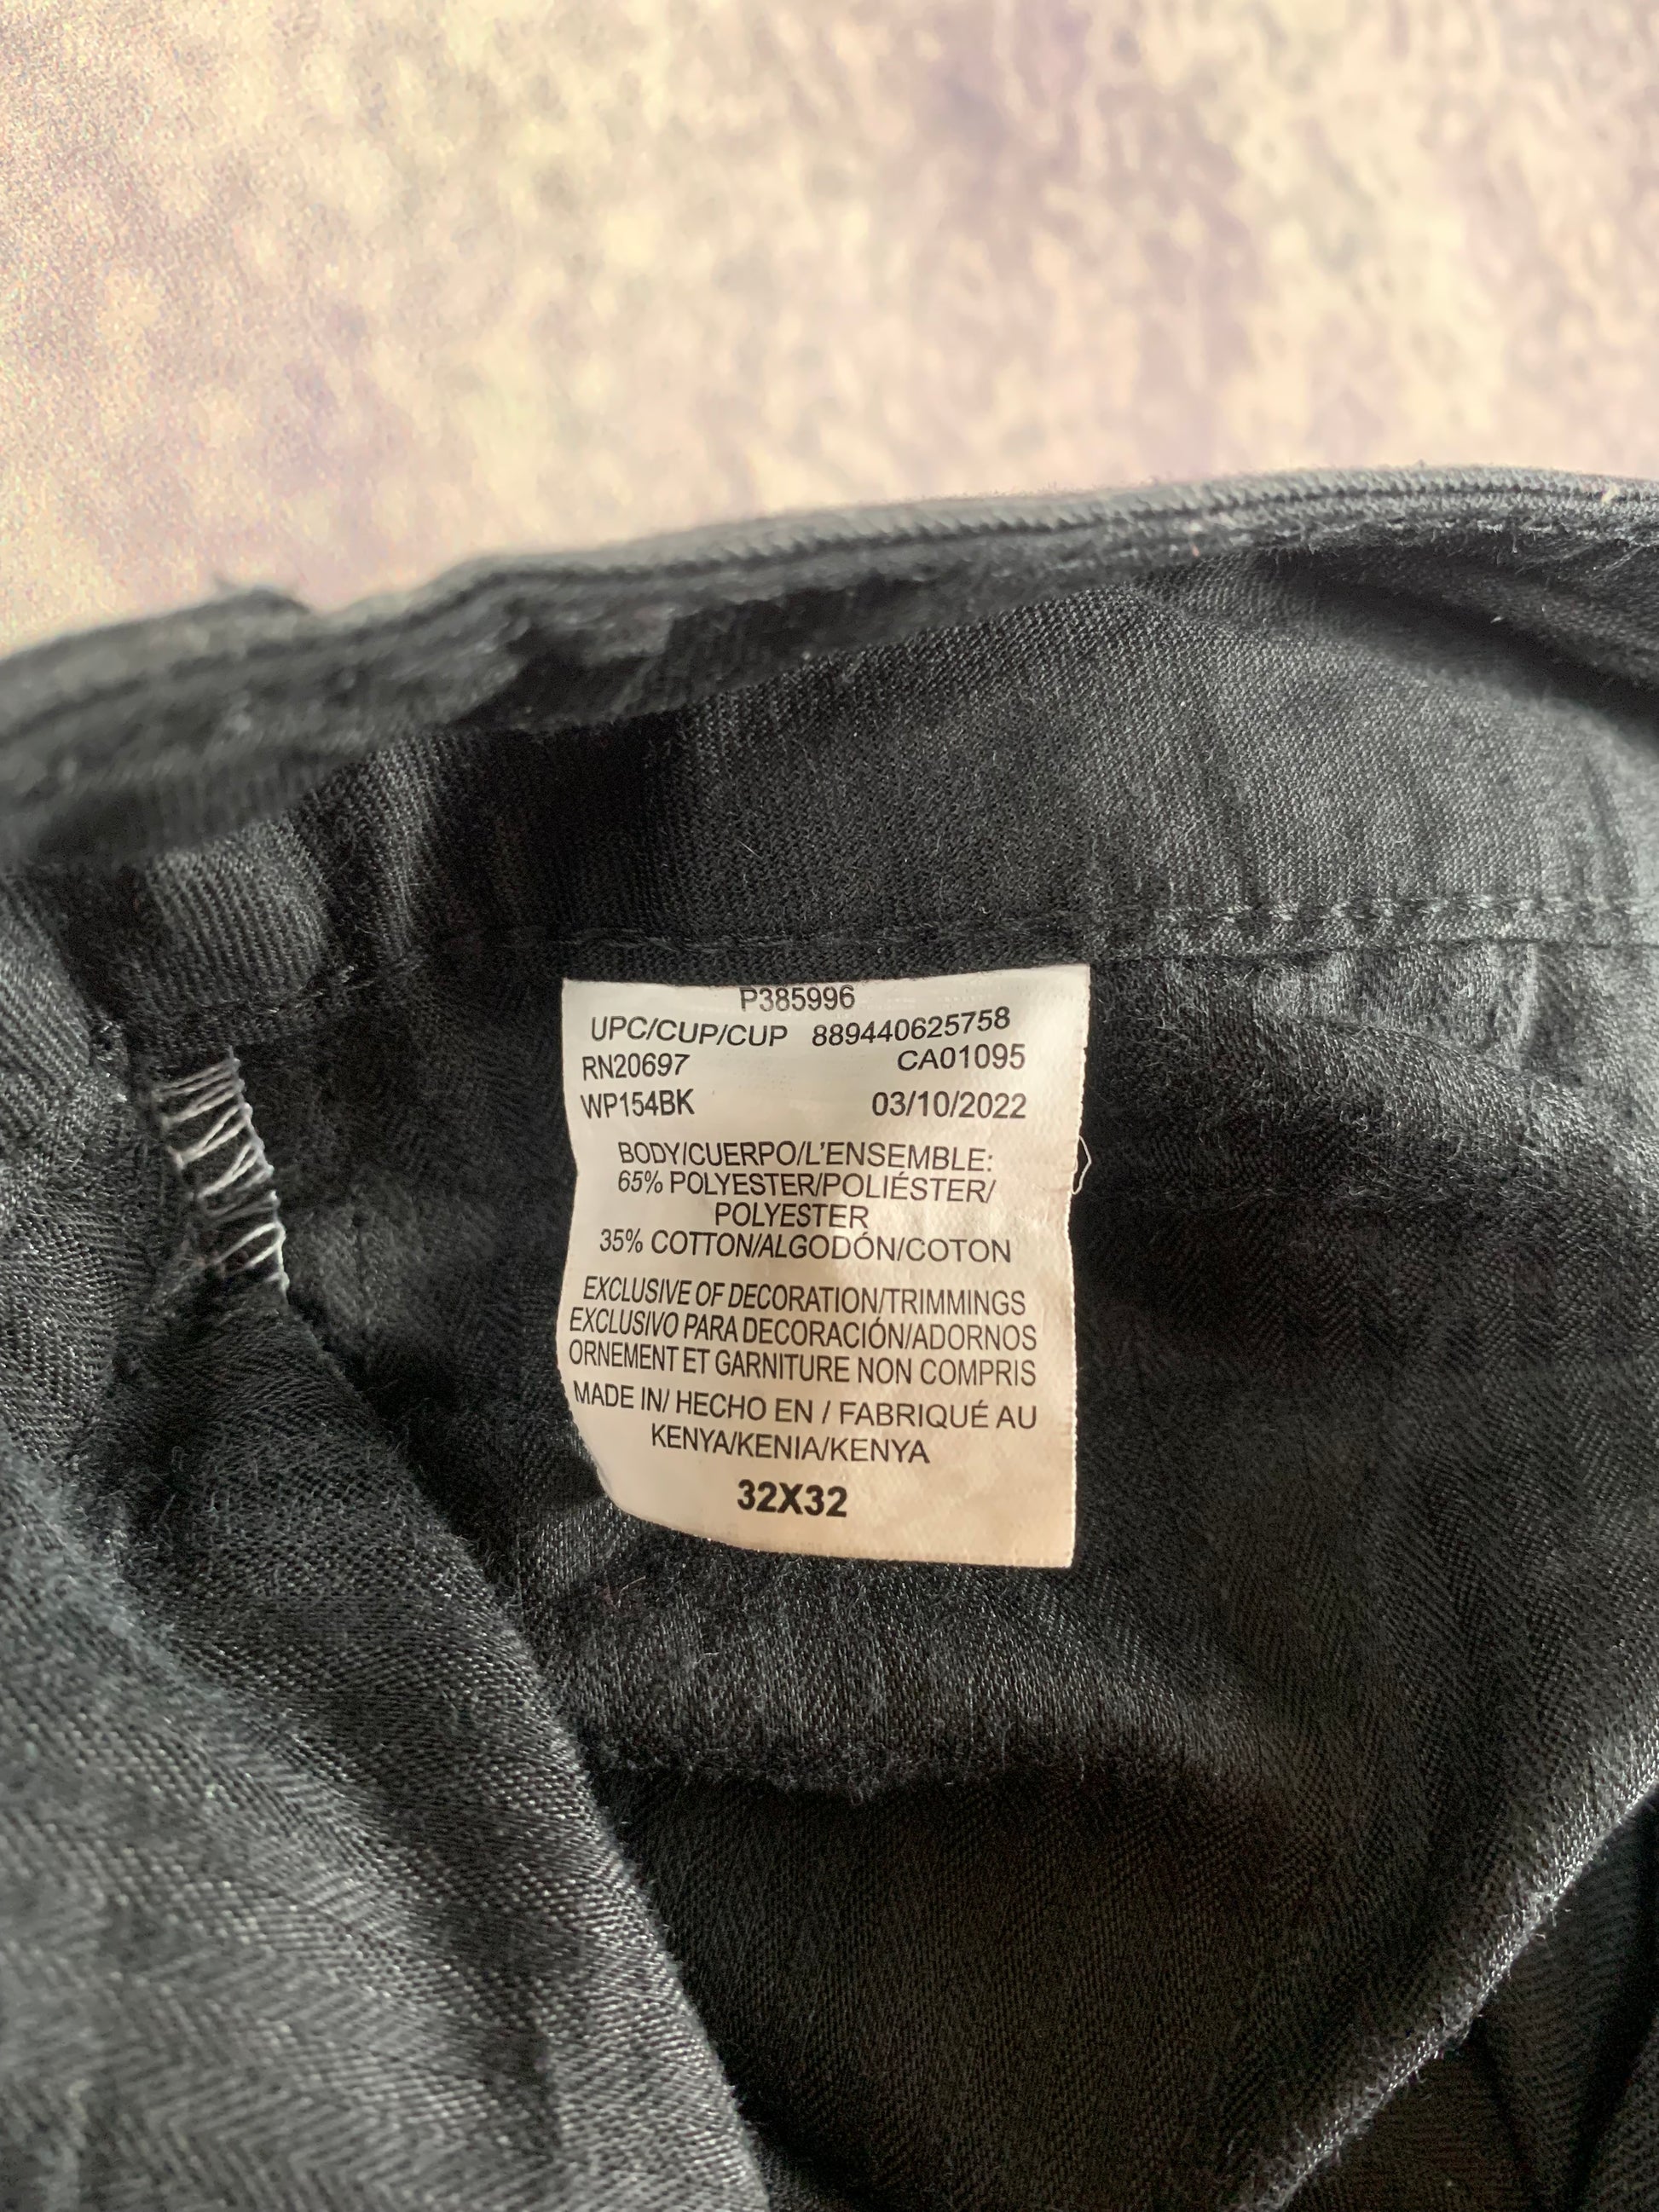 P385996
UPC/CUP/CUP 889440625758
RN20697 CA01095
WP154BK 03/10/2022
BODY/CUERPO/L'ENSEMBLE:
65% POLYESTER/POLIÉSTER/
POLYESTER
35% COTTON/ALGODÓN/COTON
EXCLUSIVE OF DECORATION/TRIMMINGS
EXCLUSIVO PARA DECORACIÓN/ADORNOS
ORNEMENT ET GARNITURE NON COMPRIS
MADE IN/ HECHO EN / FABRIQUÉ AU
KENYA/KENIA/KENYA
32X32